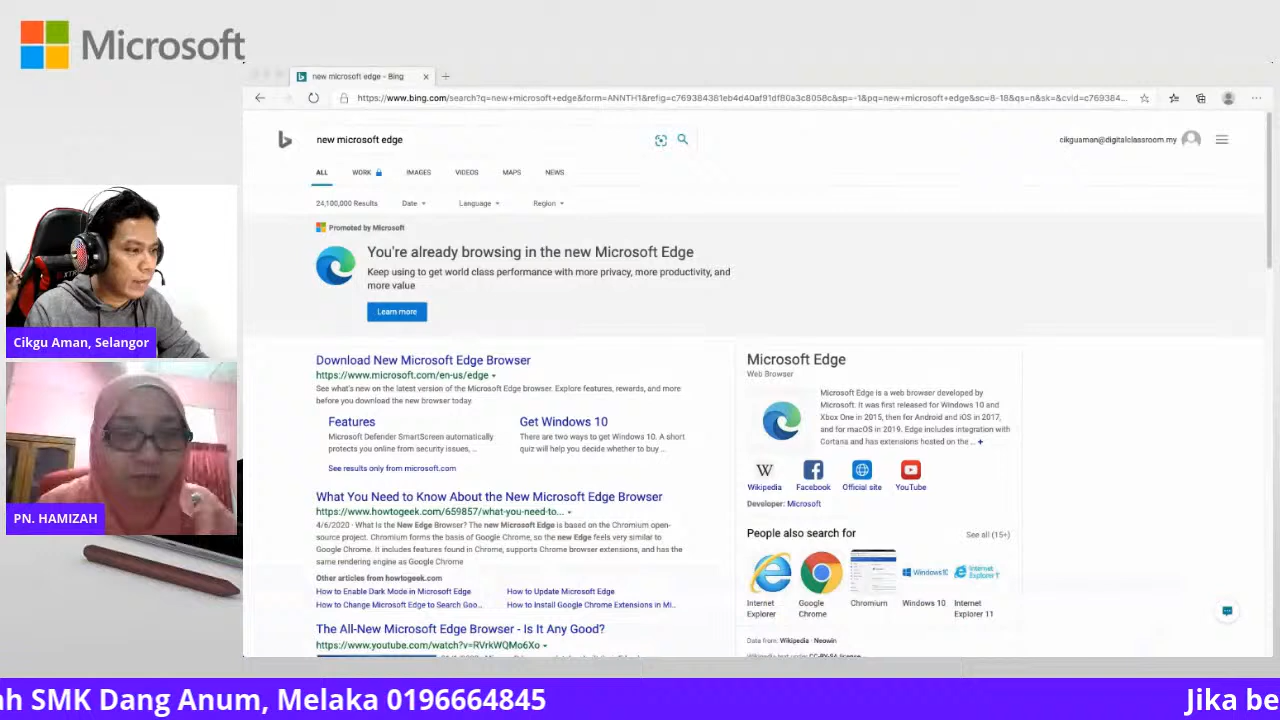 Microsoft
new microsoft edge - Bing
https://www.bing.com/search?q=new+microsoft+edge&form=ANNTH1&refig=c769384381eb4d40af91df80a3c8058c&sp=-1&pq=new+microsoft+edge&sc=8-18&qs=n&sk=&cvid=c769384...
new microsoft edge
cikguaman@digitalclassroom.my
ALL WORK IMAGES VIDEOS MAPS NEWS
24,100,000 Results Date Language Region
Promoted by Microsoft
You're already browsing in the new Microsoft Edge
Keep using to get world class performance with more privacy, more productivity, and
more value
Learn more
Cikgu Aman, Selangor
PN. HAMIZAH
Download New Microsoft Edge Browser
https://www.microsoft.com/en-us/edge
See what's new on the latest version of the Microsoft Edge browser. Explore features, rewards, and more
before you download the new browser today.
Features
Microsoft Defender SmartScreen automatically
protects you online from security issues, ...
Get Windows 10
There are two ways to get Windows 10. A short
quiz will help you decide whether to buy ...
See results only from microsoft.com
What You Need to Know About the New Microsoft Edge Browser
https://www.howtogeek.com/659857/what-you-need-to...
4/6/2020 · What Is the New Edge Browser? The new Microsoft Edge is based on the Chromium open-
source project. Chromium forms the basis of Google Chrome, so the new Edge feels very similar to
Google Chrome. It includes features found in Chrome, supports Chrome browser extensions, and has the
same rendering engine as Google Chrome
Other articles from howtogeek.com
How to Enable Dark Mode in Microsoft Edge How to Update Microsoft Edge
How to Change Microsoft Edge to Search Goo... How to Install Google Chrome Extensions in Mi...
The All-New Microsoft Edge Browser - Is It Any Good?
https://www.youtube.com/watch?v=RVrkWQMo6Xo
Microsoft Edge
Web Browser
Microsoft Edge is a web browser developed by
Microsoft. It was first released for Windows 10 and
Xbox One in 2015, then for Android and iOS in 2017,
and for macOS in 2019. Edge includes integration with
Cortana and has extensions hosted on the ... +
Wikipedia Facebook Official site YouTube
Developer: Microsoft
People also search for See all (15+)
Internet Explorer
Google Chrome
Chromium
Windows 10
Internet Explorer 11
Data from: Wikipedia · Neowin
Wikipedia text under CC-BY-SA license
ah SMK Dang Anum, Melaka 0196664845
Jika be